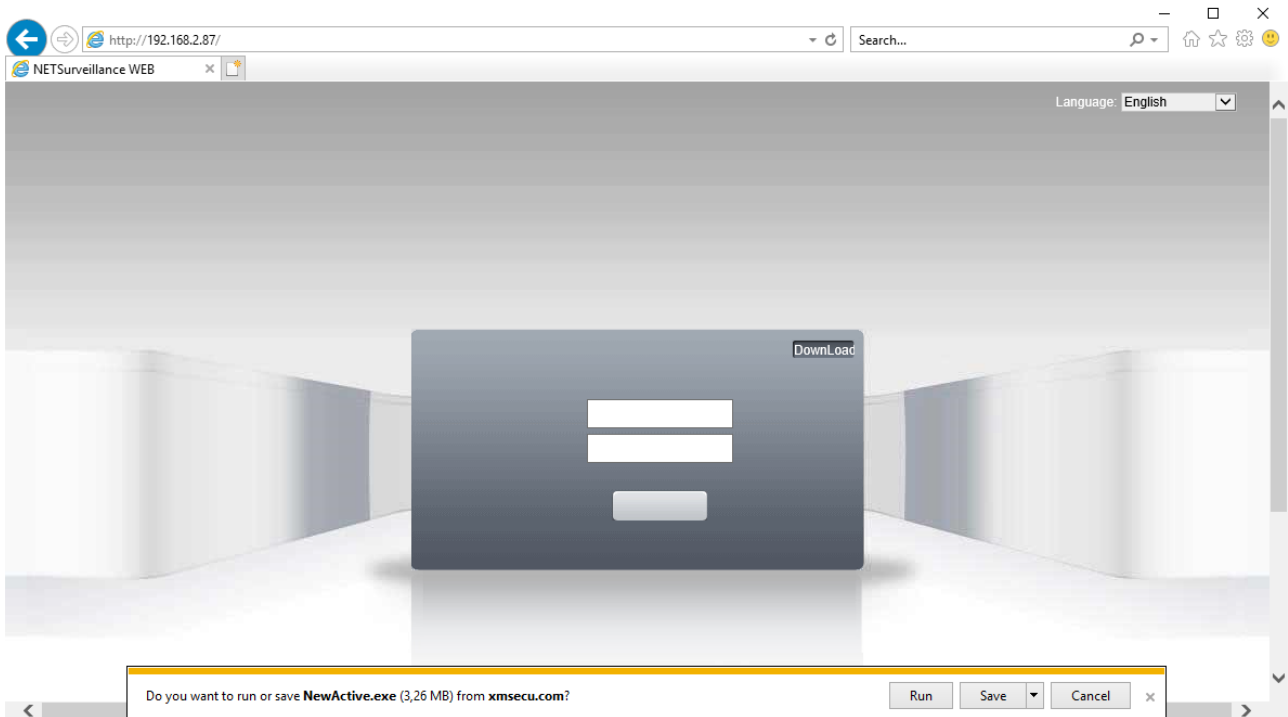 http://192.168.2.87/
Search...
NETSurveillance WEB
Language: English
DownLoad
Do you want to run or save NewActive.exe (3,26 MB) from xmsecu.com?
Run Save Cancel